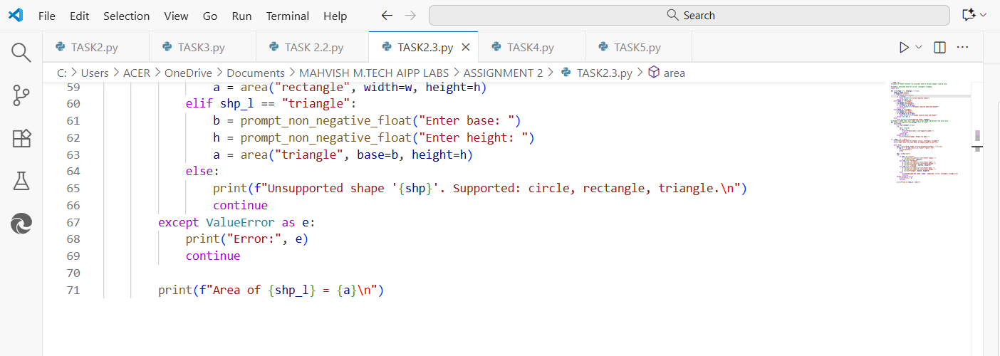 File Edit Selection View Go Run Terminal Help Search
TASK2.py TASK3.py TASK 2.2.py TASK2.3.py TASK4.py TASK5.py
C: > Users > ACER > OneDrive > Documents > MAHVISH M.TECH AIPP LABS > ASSIGNMENT 2 > TASK2.3.py > area
59 a = area("rectangle", width=w, height=h)
60 elif shp_l == "triangle":
61 b = prompt_non_negative_float("Enter base: ")
62 h = prompt_non_negative_float("Enter height: ")
63 a = area("triangle", base=b, height=h)
64 else:
65 print(f"Unsupported shape '{shp}'. Supported: circle, rectangle, triangle.\n")
66 continue
67 except ValueError as e:
68 print("Error:", e)
69 continue
70
71 print(f"Area of {shp_l} = {a}\n")